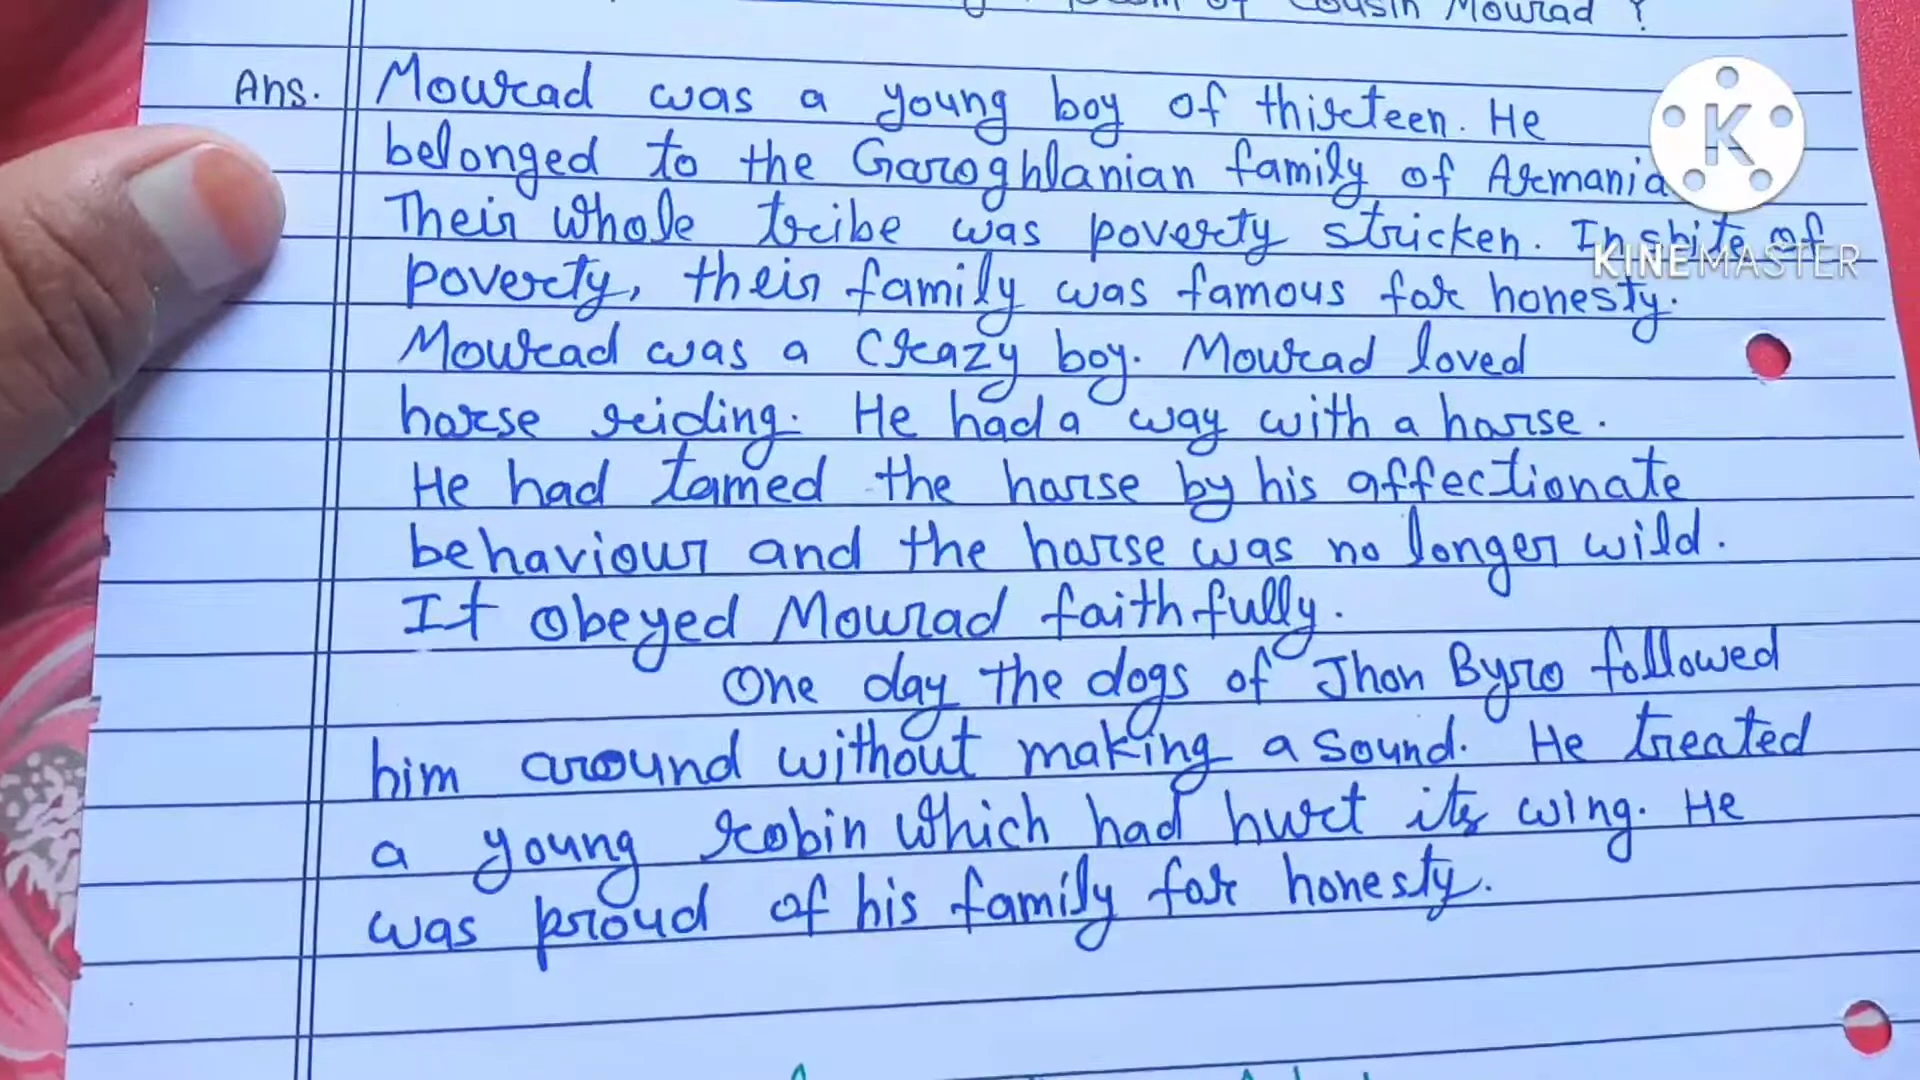 of Cousin Mourad ?
Ans. Mourad was a young boy of thirteen. He
belonged to the Garoghlanian family of Armania
Their whole tribe was poverty stricken. Inspite of
poverty, their family was famous for honesty.
Mourad was a Crazy boy. Mourad loved
horse riding. He had a way with a horse.
He had tamed the horse by his affectionate
behaviour and the horse was no longer wild.
It obeyed Mourad faithfully.
One day the dogs of Jhon Byro followed
him around without making a sound. He treated
a young robin which had hurt its wing. He
was proud of his family for honesty.
K
KINEMASTER